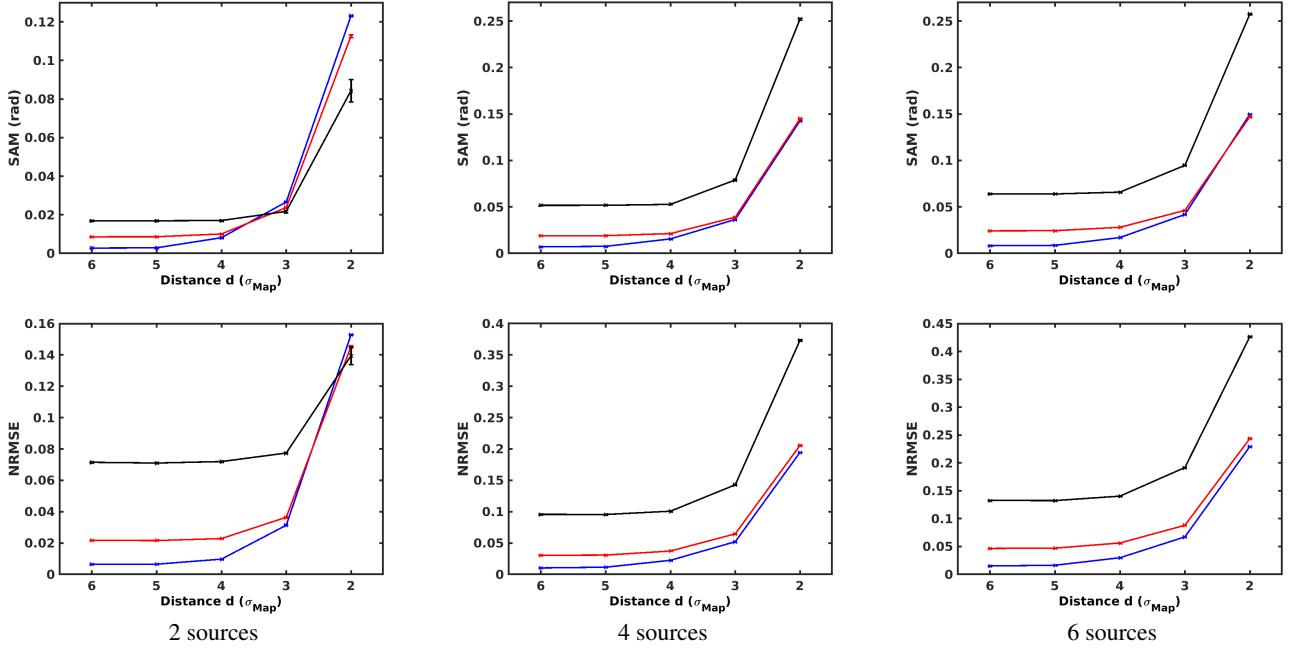 SAM (rad)
0.12
0.1
0.08
0.06
0.04
0.02
0
6 5 4 3 2
Distance d (σMap)
SAM (rad)
0.25
0.2
0.15
0.1
0.05
0
6 5 4 3 2
Distance d (σMap)
SAM (rad)
0.25
0.2
0.15
0.1
0.05
0
6 5 4 3 2
Distance d (σMap)
NRMSE
0.16
0.14
0.12
0.1
0.08
0.06
0.04
0.02
0
6 5 4 3 2
Distance d (σMap)
2 sources
NRMSE
0.4
0.35
0.3
0.25
0.2
0.15
0.1
0.05
0
6 5 4 3 2
Distance d (σMap)
4 sources
NRMSE
0.45
0.4
0.35
0.3
0.25
0.2
0.15
0.1
0.05
0
6 5 4 3 2
Distance d (σMap)
6 sources